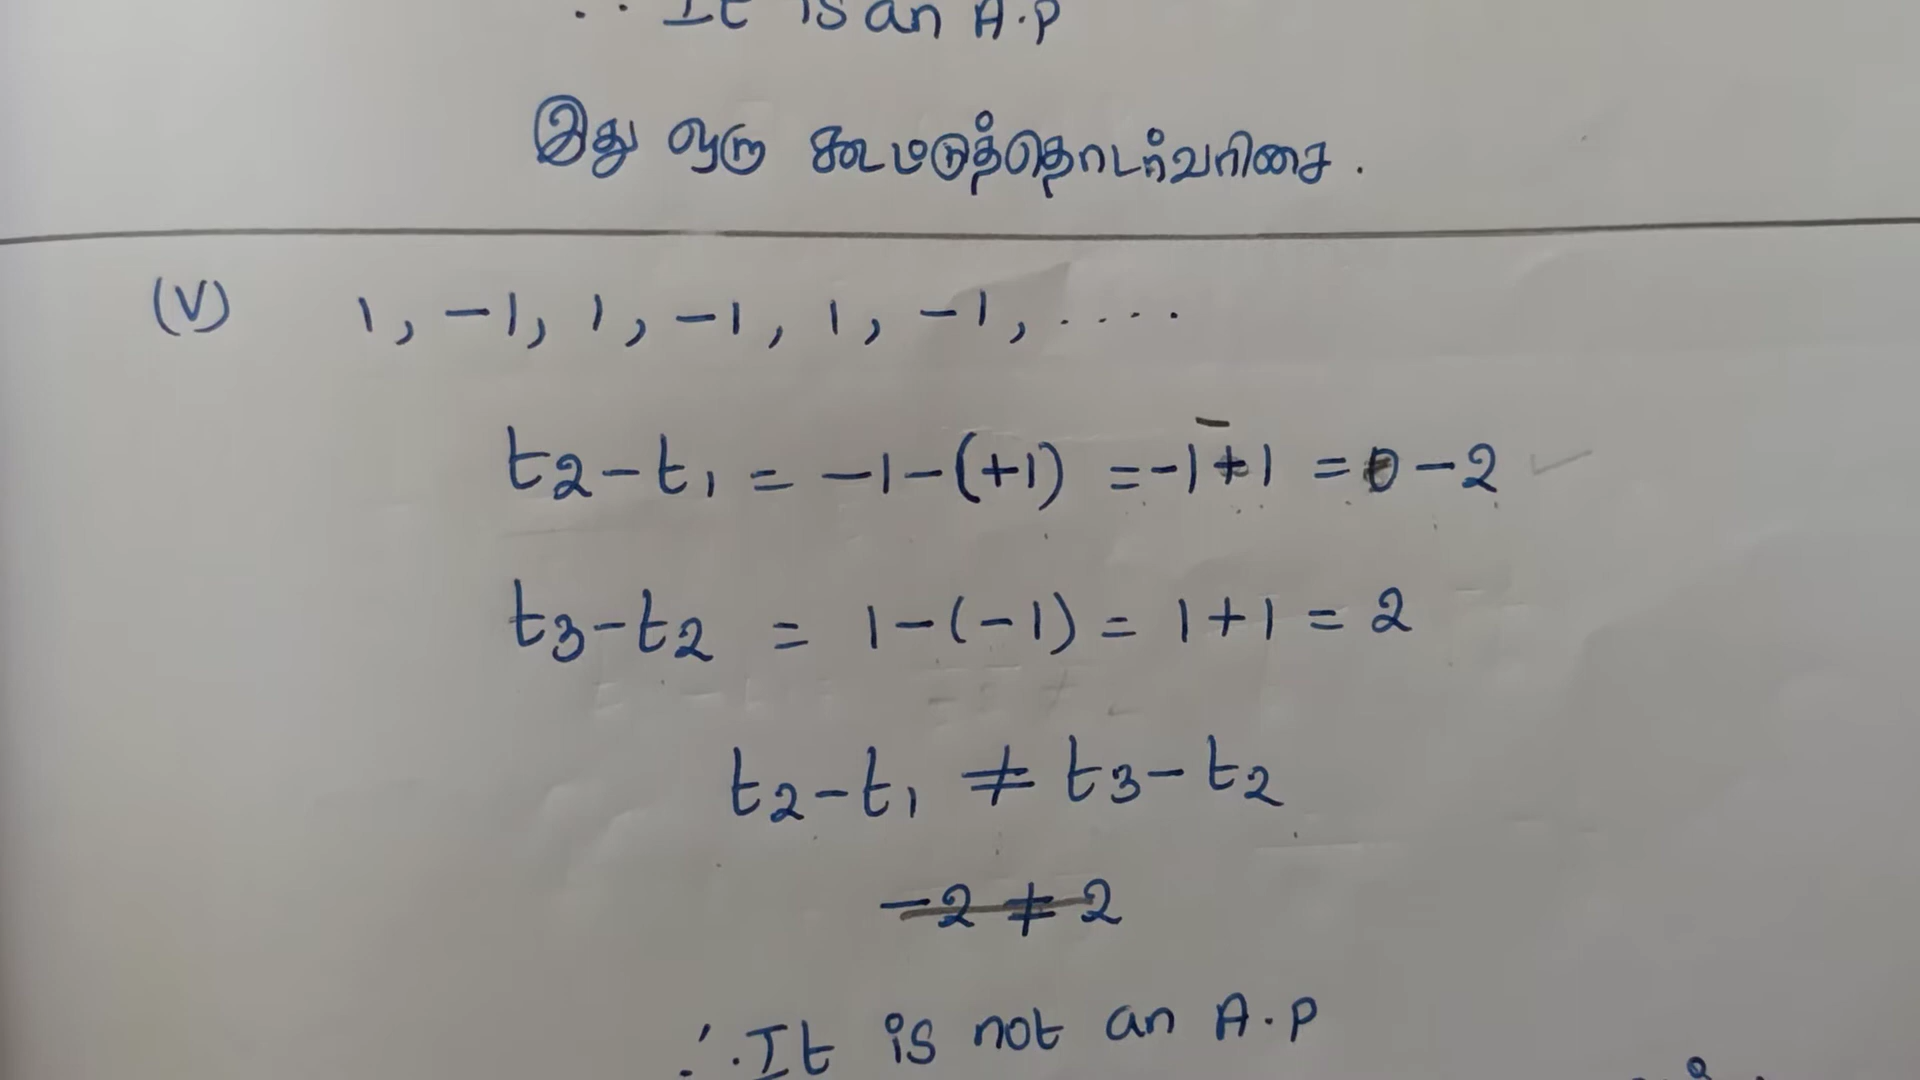 ∴ It is an A.P
இது ஒரு கூட்டுத்தொடர்வரிசை.
(V) 1, -1, 1, -1, 1, -1, ....
t2 - t1 = -1 - (+1) = -1 - 1 = -2
t3 - t2 = 1 - (-1) = 1 + 1 = 2
t2 - t1 ≠ t3 - t2
-2 ≠ 2
∴ It is not an A.P